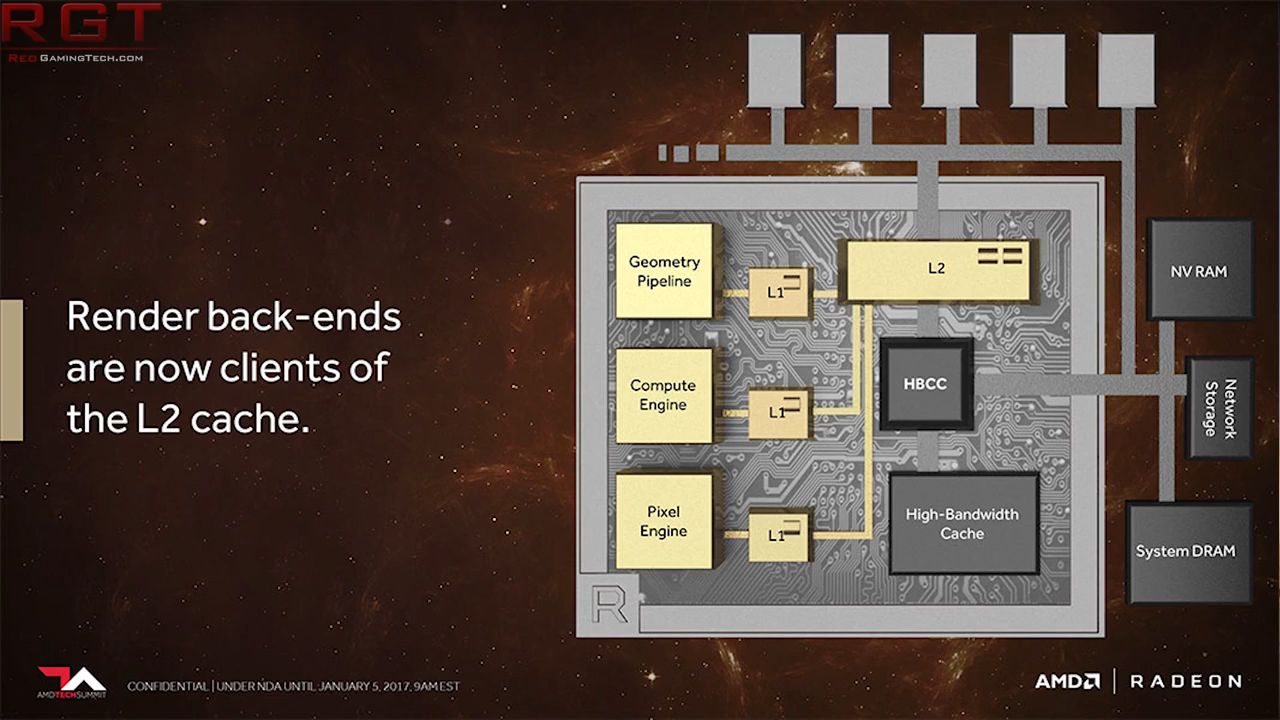 RGT
REDGAMINGTECH.COM
Render back-ends
are now clients of
the L2 cache.
Geometry
Pipeline
L1
L2
NV RAM
Compute
Engine
L1
HBCC
Network
Storage
Pixel
Engine
L1
High-Bandwidth
Cache
System DRAM
R
AMDTECHSUMMIT
CONFIDENTIAL | UNDER NDA UNTIL JANUARY 5, 2017, 9AM EST
AMD | RADEON